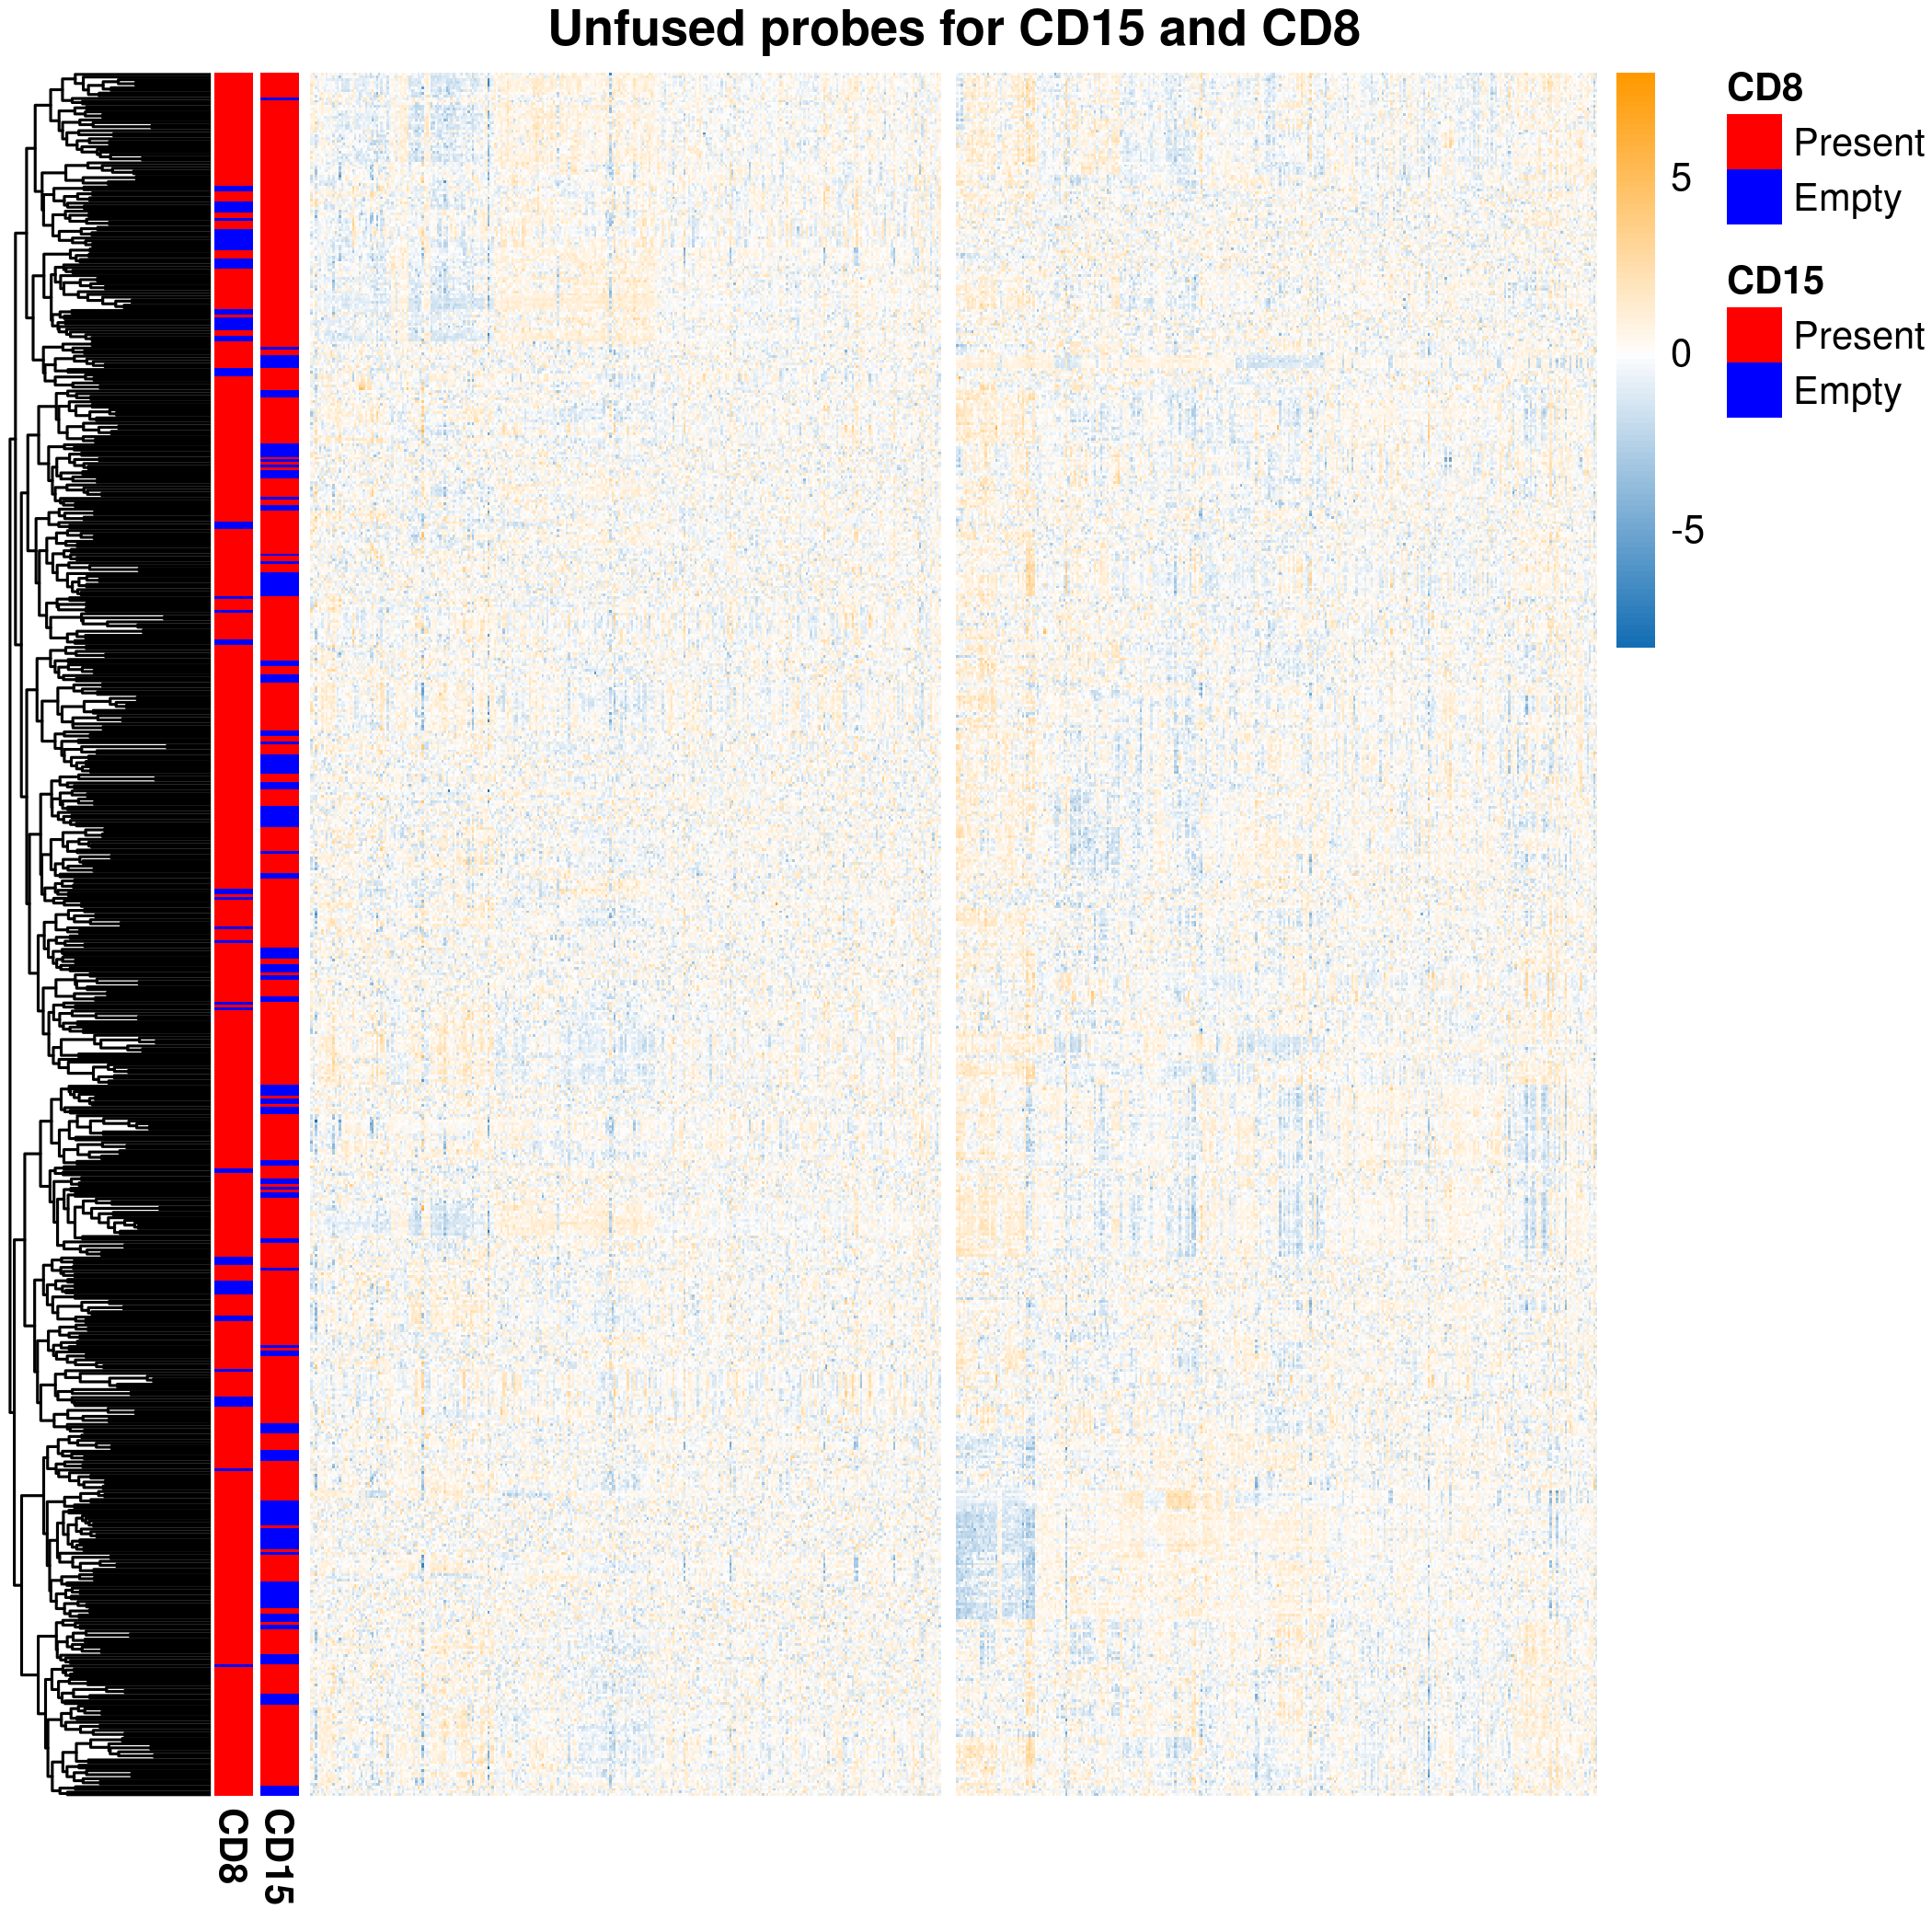 Unfused probes for CD15 and CD8
5
0
-5
CD8
Present
Empty
CD15
Present
Empty
CD8
CD15